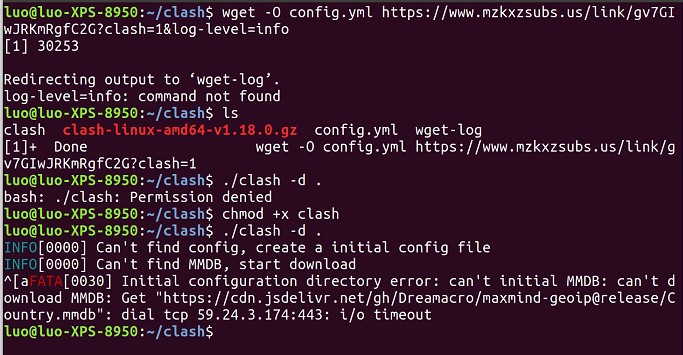 luo@luo-XPS-8950:~/clash$ wget -O config.yml https://www.mzkxzsubs.us/link/gv7GI
wJRKmRgfC2G?clash=1&log-level=info
[1] 30253

Redirecting output to ‘wget-log’.
log-level=info: command not found
luo@luo-XPS-8950:~/clash$ ls
clash  clash-linux-amd64-v1.18.0.gz  config.yml  wget-log
[1]+  Done                    wget -O config.yml https://www.mzkxzsubs.us/link/g
v7GIwJRKmRgfC2G?clash=1
luo@luo-XPS-8950:~/clash$ ./clash -d .
bash: ./clash: Permission denied
luo@luo-XPS-8950:~/clash$ chmod +x clash
luo@luo-XPS-8950:~/clash$ ./clash -d .
INFO[0000] Can't find config, create a initial config file
INFO[0000] Can't find MMDB, start download
^[aFATA[0030] Initial configuration directory error: can't initial MMDB: can't d
ownload MMDB: Get "https://cdn.jsdelivr.net/gh/Dreamacro/maxmind-geoip@release/C
ountry.mmdb": dial tcp 59.24.3.174:443: i/o timeout
luo@luo-XPS-8950:~/clash$